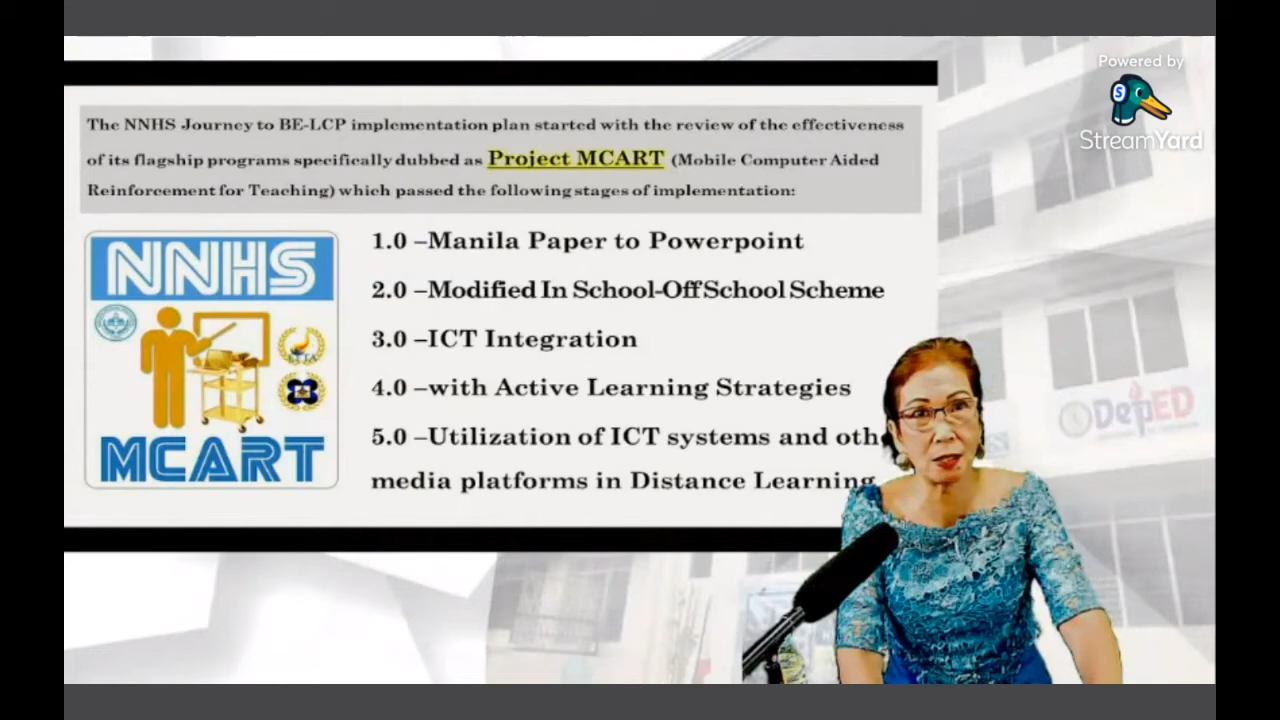 Powered by
StreamYard
The NNHS Journey to BE-LCP implementation plan started with the review of the effectiveness
of its flagship programs specifically dubbed as Project MCART (Mobile Computer Aided
Reinforcement for Teaching) which passed the following stages of implementation:
NNHS
MCART
1.0 –Manila Paper to Powerpoint
2.0 –Modified In School-Off School Scheme
3.0 –ICT Integration
4.0 –with Active Learning Strategies
5.0 –Utilization of ICT systems and oth
media platforms in Distance Learning
DepED